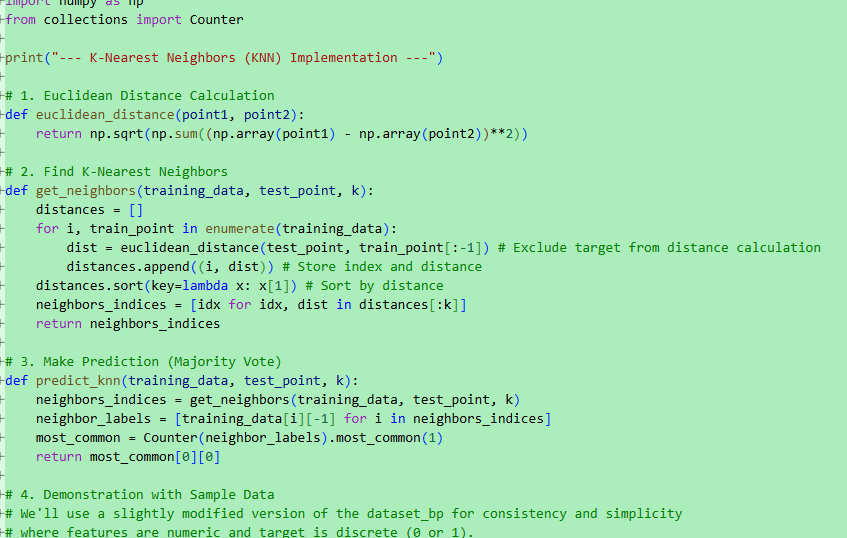 import numpy as np
from collections import Counter

print("--- K-Nearest Neighbors (KNN) Implementation ---")

# 1. Euclidean Distance Calculation
def euclidean_distance(point1, point2):
    return np.sqrt(np.sum((np.array(point1) - np.array(point2))**2))

# 2. Find K-Nearest Neighbors
def get_neighbors(training_data, test_point, k):
    distances = []
    for i, train_point in enumerate(training_data):
        dist = euclidean_distance(test_point, train_point[:-1]) # Exclude target from distance calculation
        distances.append((i, dist)) # Store index and distance
    distances.sort(key=lambda x: x[1]) # Sort by distance
    neighbors_indices = [idx for idx, dist in distances[:k]]
    return neighbors_indices

# 3. Make Prediction (Majority Vote)
def predict_knn(training_data, test_point, k):
    neighbors_indices = get_neighbors(training_data, test_point, k)
    neighbor_labels = [training_data[i][-1] for i in neighbors_indices]
    most_common = Counter(neighbor_labels).most_common(1)
    return most_common[0][0]

# 4. Demonstration with Sample Data
# We'll use a slightly modified version of the dataset_bp for consistency and simplicity
# where features are numeric and target is discrete (0 or 1).